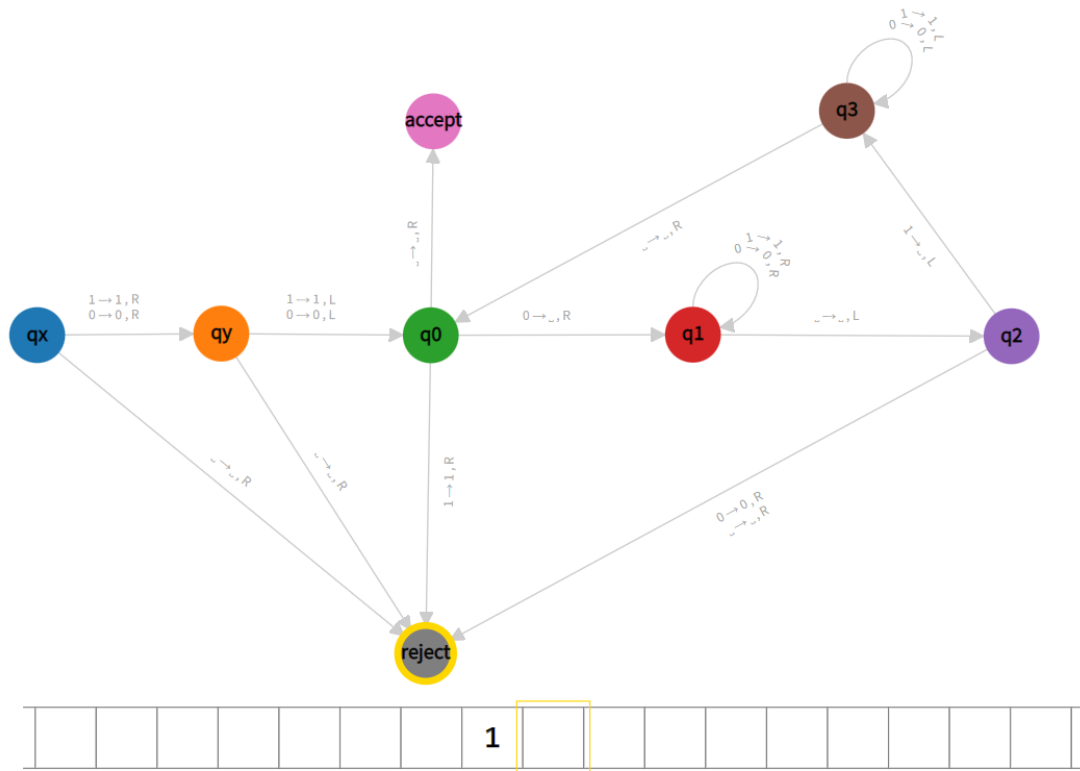 1→1,L
0→0,L
q3
accept
␣→␣,R
␣→␣,R
1→1,R
0→0,R
1→␣,L
1→1,R
0→0,R
1→1,L
0→0,L
0→␣,R
␣→␣,L
qx
qy
q0
q1
q2
␣→␣,R
␣→␣,R
1→1,R
0→0,R
␣→␣,R
reject
1